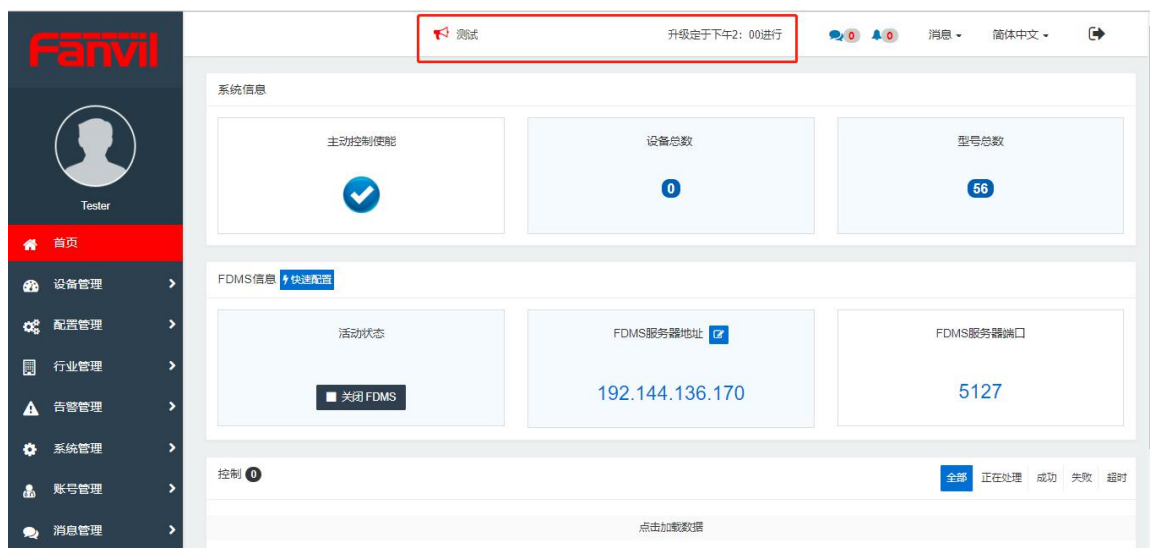 Fanvil
测试 升级定于下午2：00进行 0 0 消息 简体中文
Tester
首页
设备管理
配置管理
行业管理
告警管理
系统管理
账号管理
消息管理
系统信息
主动控制使能 设备总数 型号总数
0 56
FDMS信息 快速配置
活动状态 FDMS服务器地址 FDMS服务器端口
关闭 FDMS 192.144.136.170 5127
控制 0 全部 正在处理 成功 失败 超时
点击加载数据